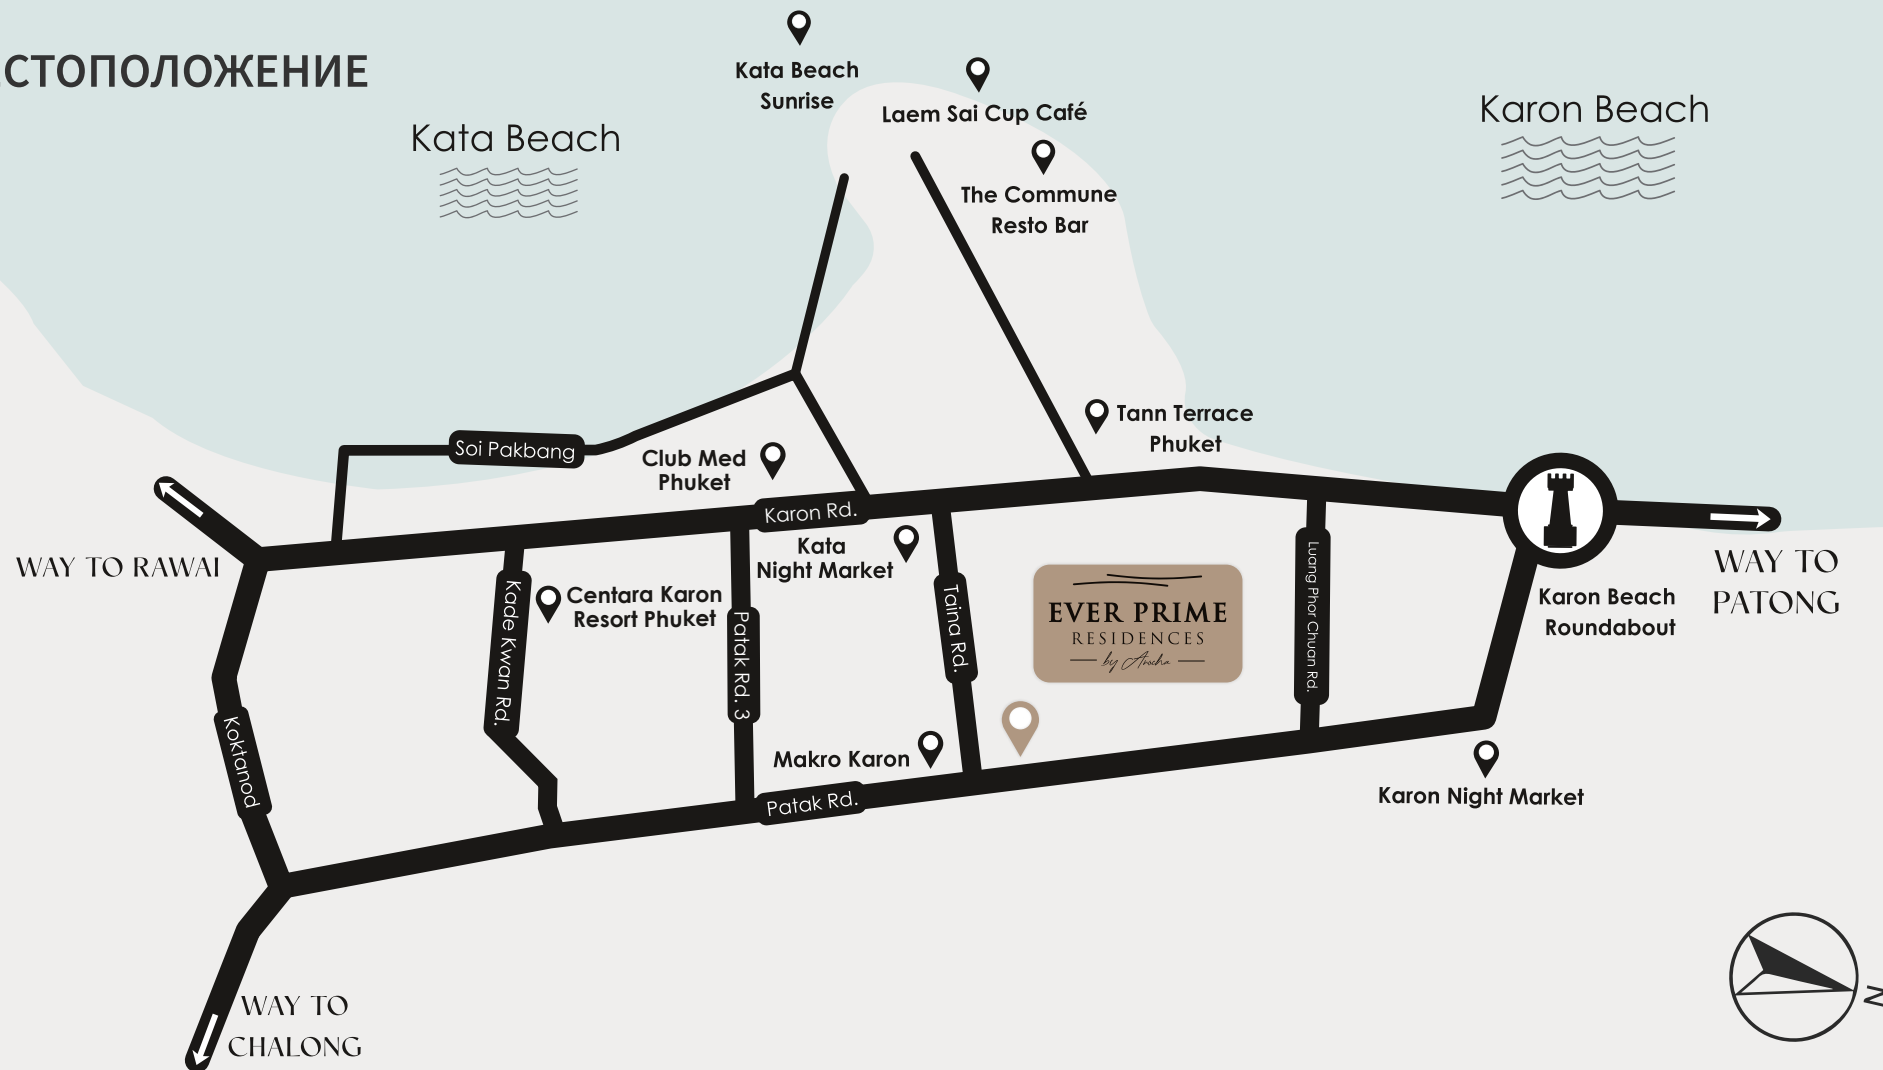 СТОПОЛОЖЕНИЕ
Kata Beach
Sunrise
Laem Sai Cup Café
Kata Beach
Karon Beach
The Commune
Resto Bar
Tann Terrace
Phuket
Soi Pakbang
Club Med
Phuket
Karon Rd.
Kata
Night Market
WAY TO RAWAI
WAY TO
PATONG
Centara Karon
Resort Phuket
Kade Kwan Rd.
Patak Rd. 3
Taina Rd.
EVER PRIME
RESIDENCES
by Arocha
Luang Phor Chuan Rd.
Karon Beach
Roundabout
Koktanod
Makro Karon
Patak Rd.
Karon Night Market
WAY TO
CHALONG
N